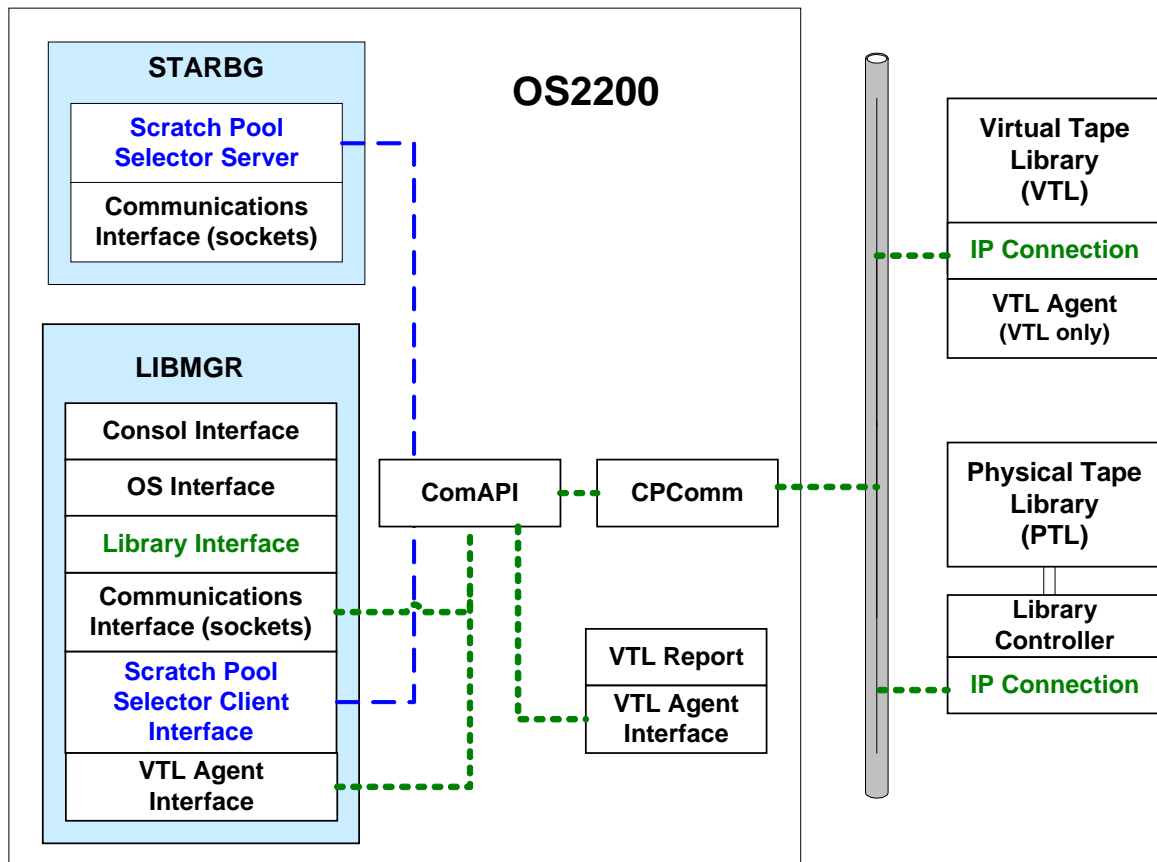 OS2200
STARBG
Scratch Pool
Selector Server
Communications
Interface (sockets)
LIBMGR
Consol Interface
OS Interface
Library Interface
Communications
Interface (sockets)
Scratch Pool
Selector Client
Interface
VTL Agent
Interface
ComAPI
CPComm
VTL Report
VTL Agent
Interface
Virtual Tape
Library
(VTL)
IP Connection
VTL Agent
(VTL only)
Physical Tape
Library
(PTL)
Library
Controller
IP Connection